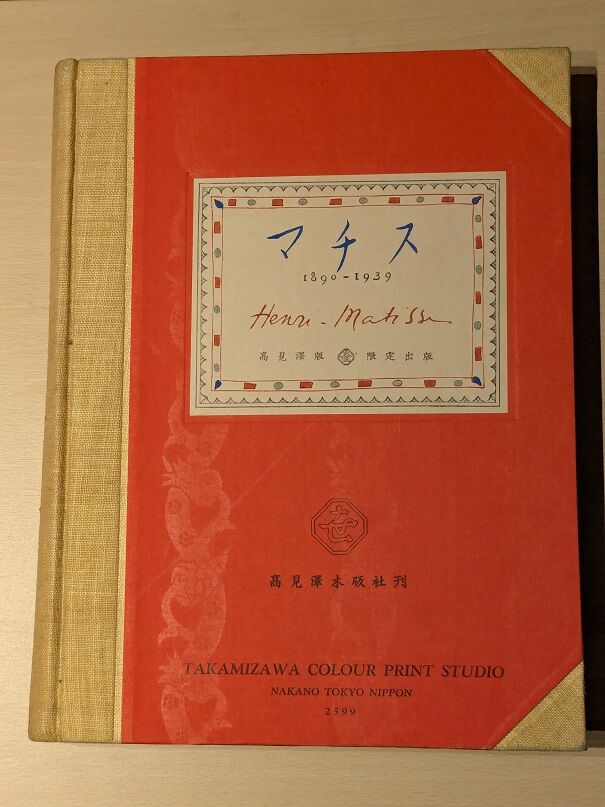 マチス
1890-1939
Henri-Matisse
高見澤版 限定出版
高見澤木版社刊
TAKAMIZAWA COLOUR PRINT STUDIO
NAKANO TOKYO NIPPON
2599